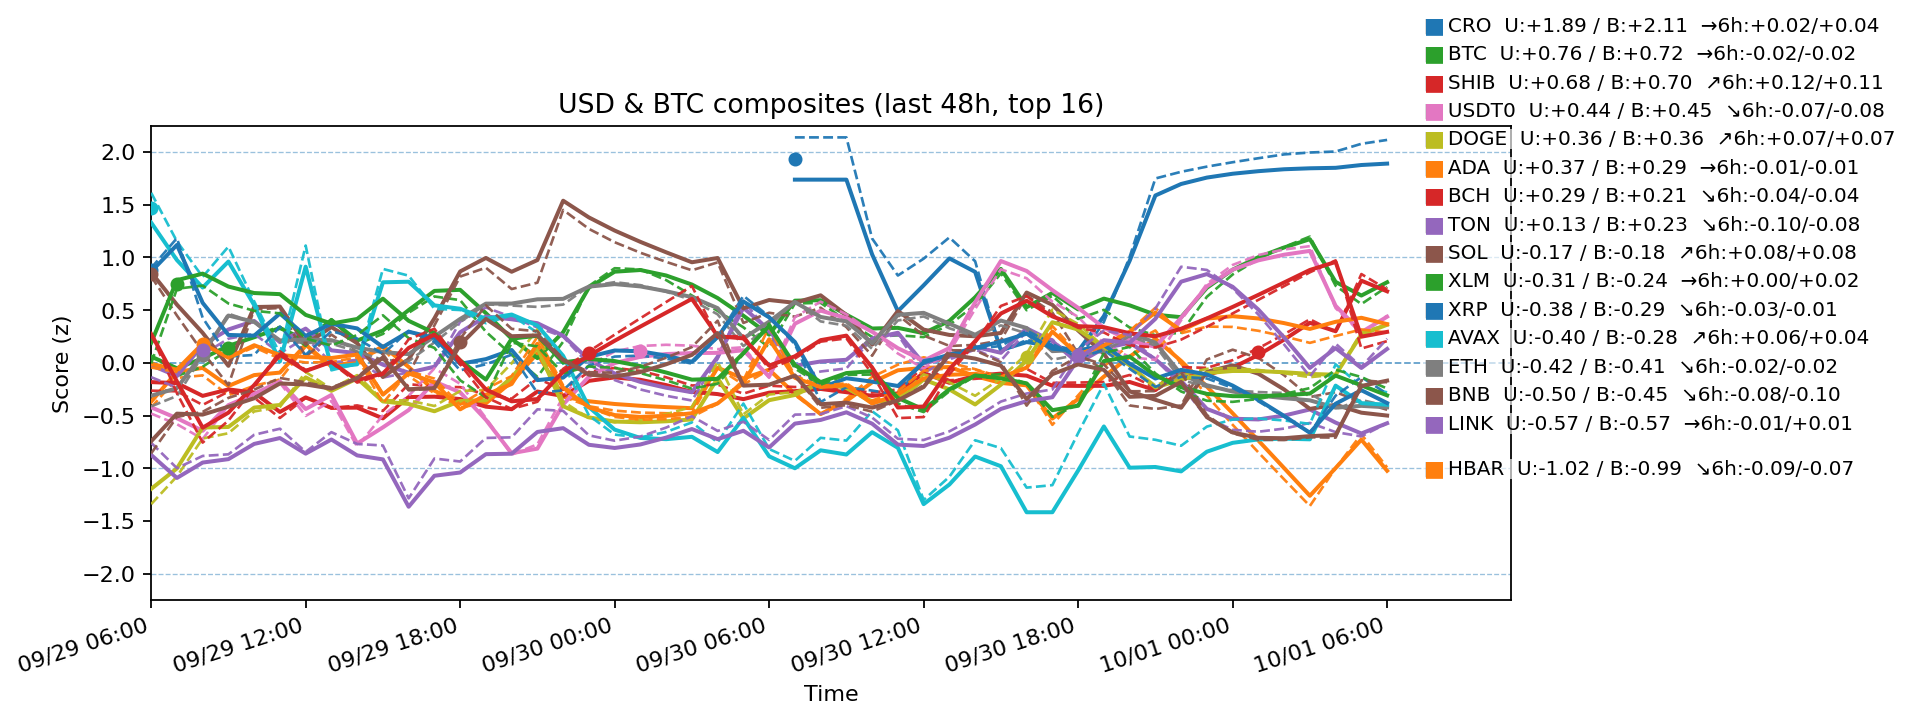 CRO U:+1.89 / B:+2.11 →6h:+0.02/+0.04
BTC U:+0.76 / B:+0.72 →6h:-0.02/-0.02
SHIB U:+0.68 / B:+0.70 ↗6h:+0.12/+0.11
USDT0 U:+0.44 / B:+0.45 ↘6h:-0.07/-0.08
DOGE U:+0.36 / B:+0.36 ↗6h:+0.07/+0.07
ADA U:+0.37 / B:+0.29 →6h:-0.01/-0.01
BCH U:+0.29 / B:+0.21 ↘6h:-0.04/-0.04
TON U:+0.13 / B:+0.23 ↘6h:-0.10/-0.08
SOL U:-0.17 / B:-0.18 ↗6h:+0.08/+0.08
XLM U:-0.31 / B:-0.24 →6h:+0.00/+0.02
XRP U:-0.38 / B:-0.29 ↘6h:-0.03/-0.01
AVAX U:-0.40 / B:-0.28 ↗6h:+0.06/+0.04
ETH U:-0.42 / B:-0.41 ↘6h:-0.02/-0.02
BNB U:-0.50 / B:-0.45 ↘6h:-0.08/-0.10
LINK U:-0.57 / B:-0.57 →6h:-0.01/+0.01
HBAR U:-1.02 / B:-0.99 ↘6h:-0.09/-0.07
USD & BTC composites (last 48h, top 16)
Score (z)
2.0
1.5
1.0
0.5
0.0
−0.5
−1.0
−1.5
−2.0
09/29 06:00
09/29 12:00
09/29 18:00
09/30 00:00
09/30 06:00
09/30 12:00
09/30 18:00
10/01 00:00
10/01 06:00
Time